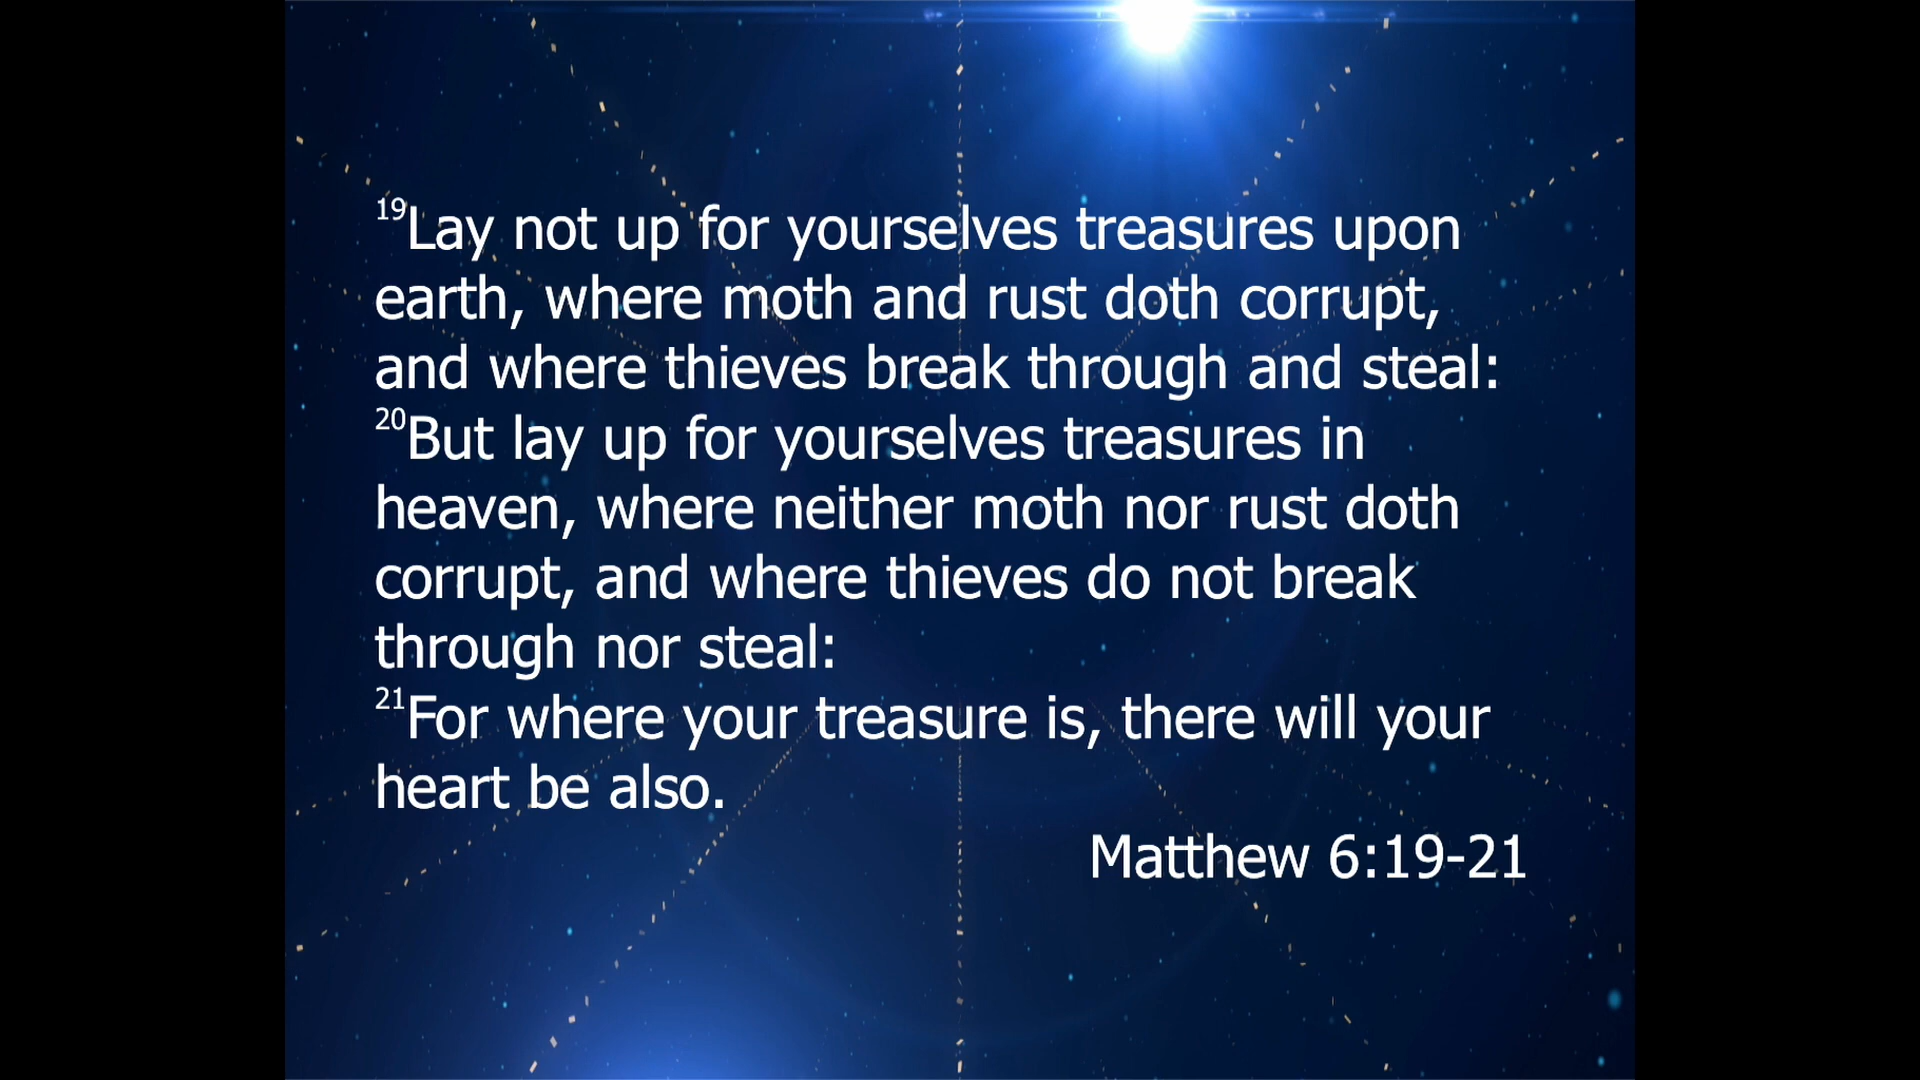 19Lay not up for yourselves treasures upon
earth, where moth and rust doth corrupt,
and where thieves break through and steal:
20But lay up for yourselves treasures in
heaven, where neither moth nor rust doth
corrupt, and where thieves do not break
through nor steal:
21For where your treasure is, there will your
heart be also.
Matthew 6:19-21